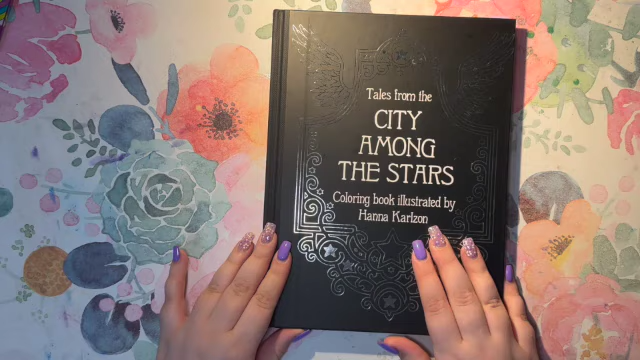 Tales from the
CITY
AMONG
THE STARS
Coloring book illustrated by
Hanna Karlzon